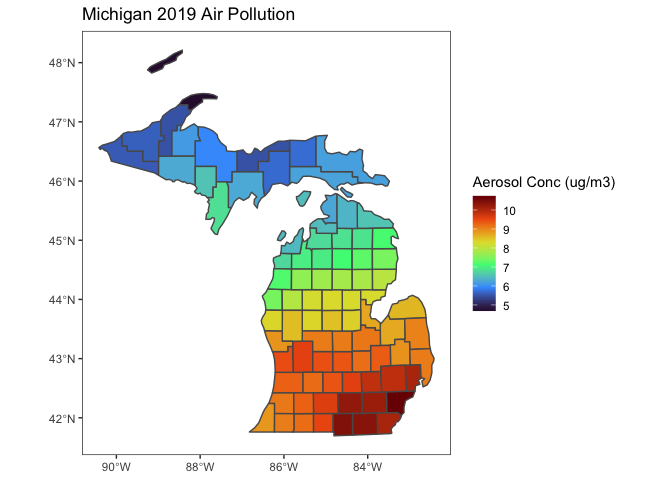 Michigan 2019 Air Pollution
48°N
47°N
46°N
45°N
44°N
43°N
42°N
90°W
88°W
86°W
84°W
Aerosol Conc (ug/m3)
10
9
8
7
6
5